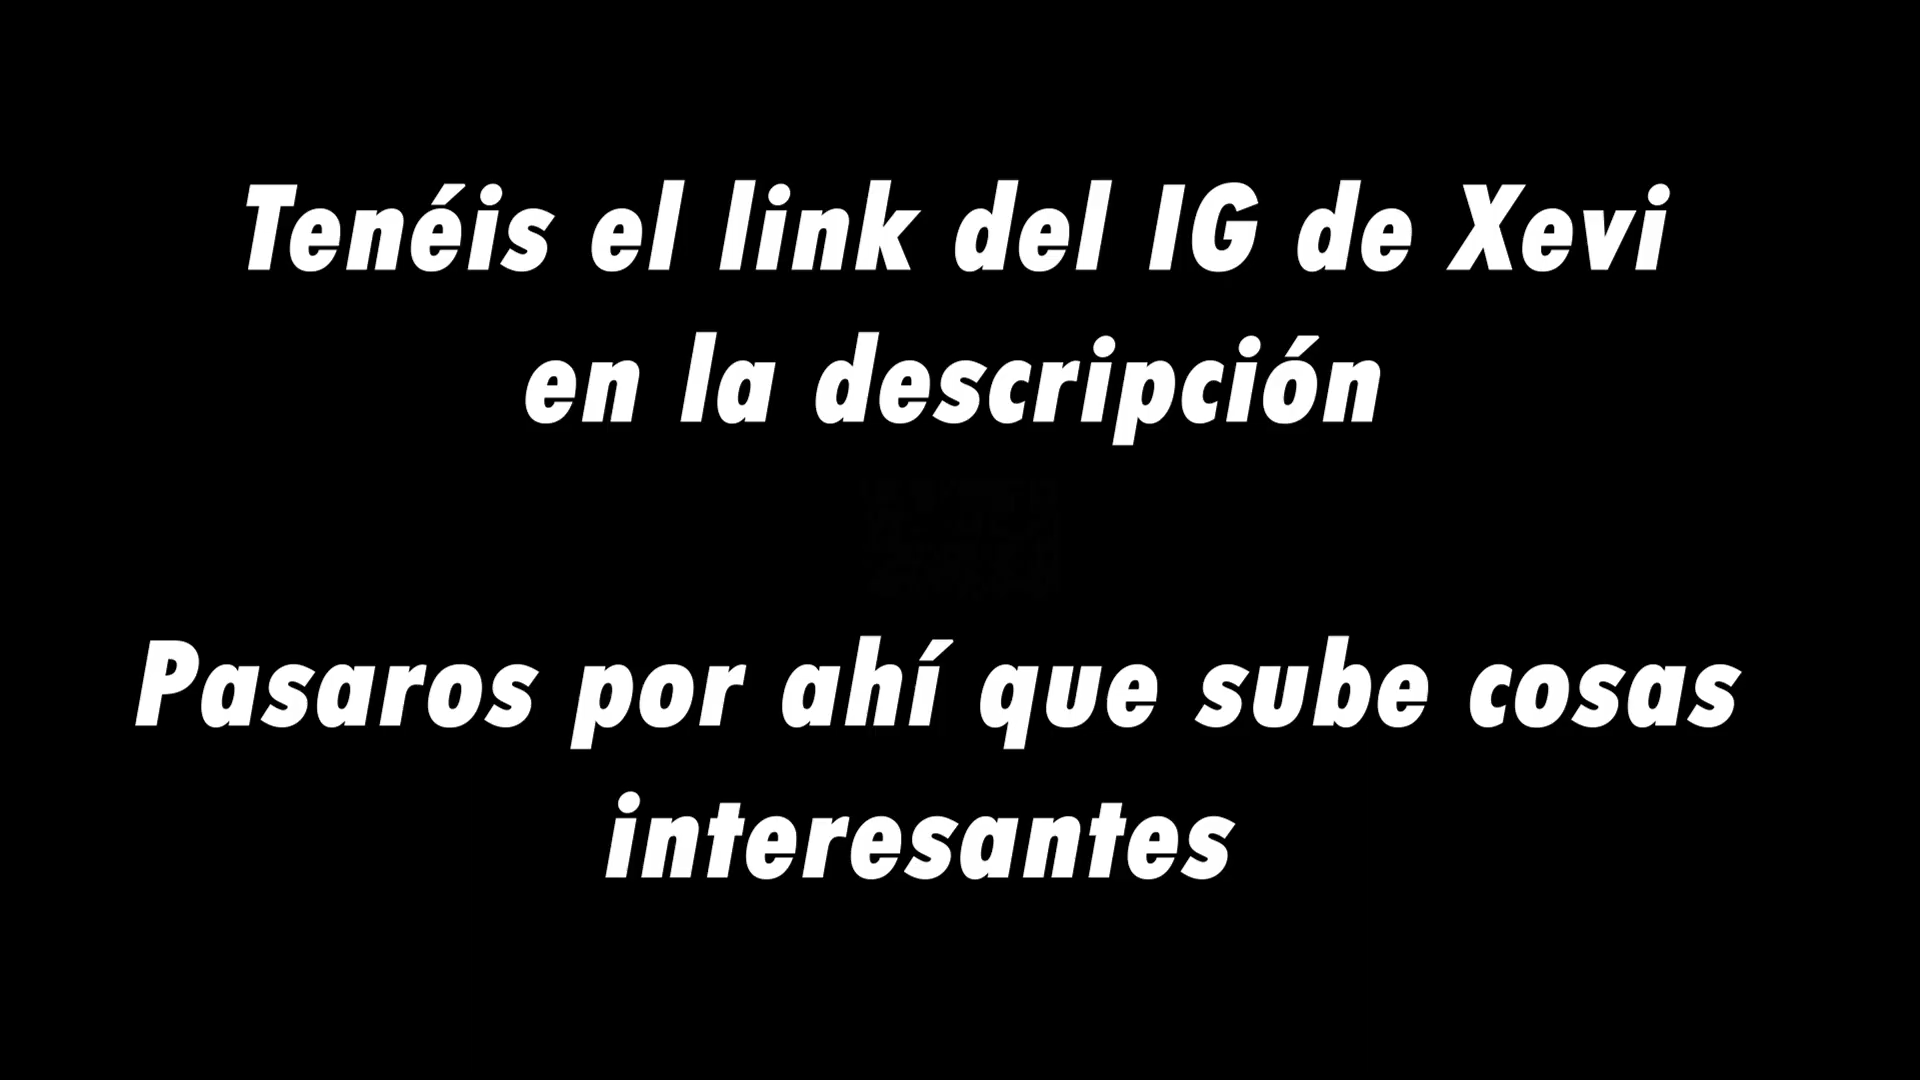 Tenéis el link del IG de Xevi
en la descripción
Pasaros por ahí que sube cosas
interesantes